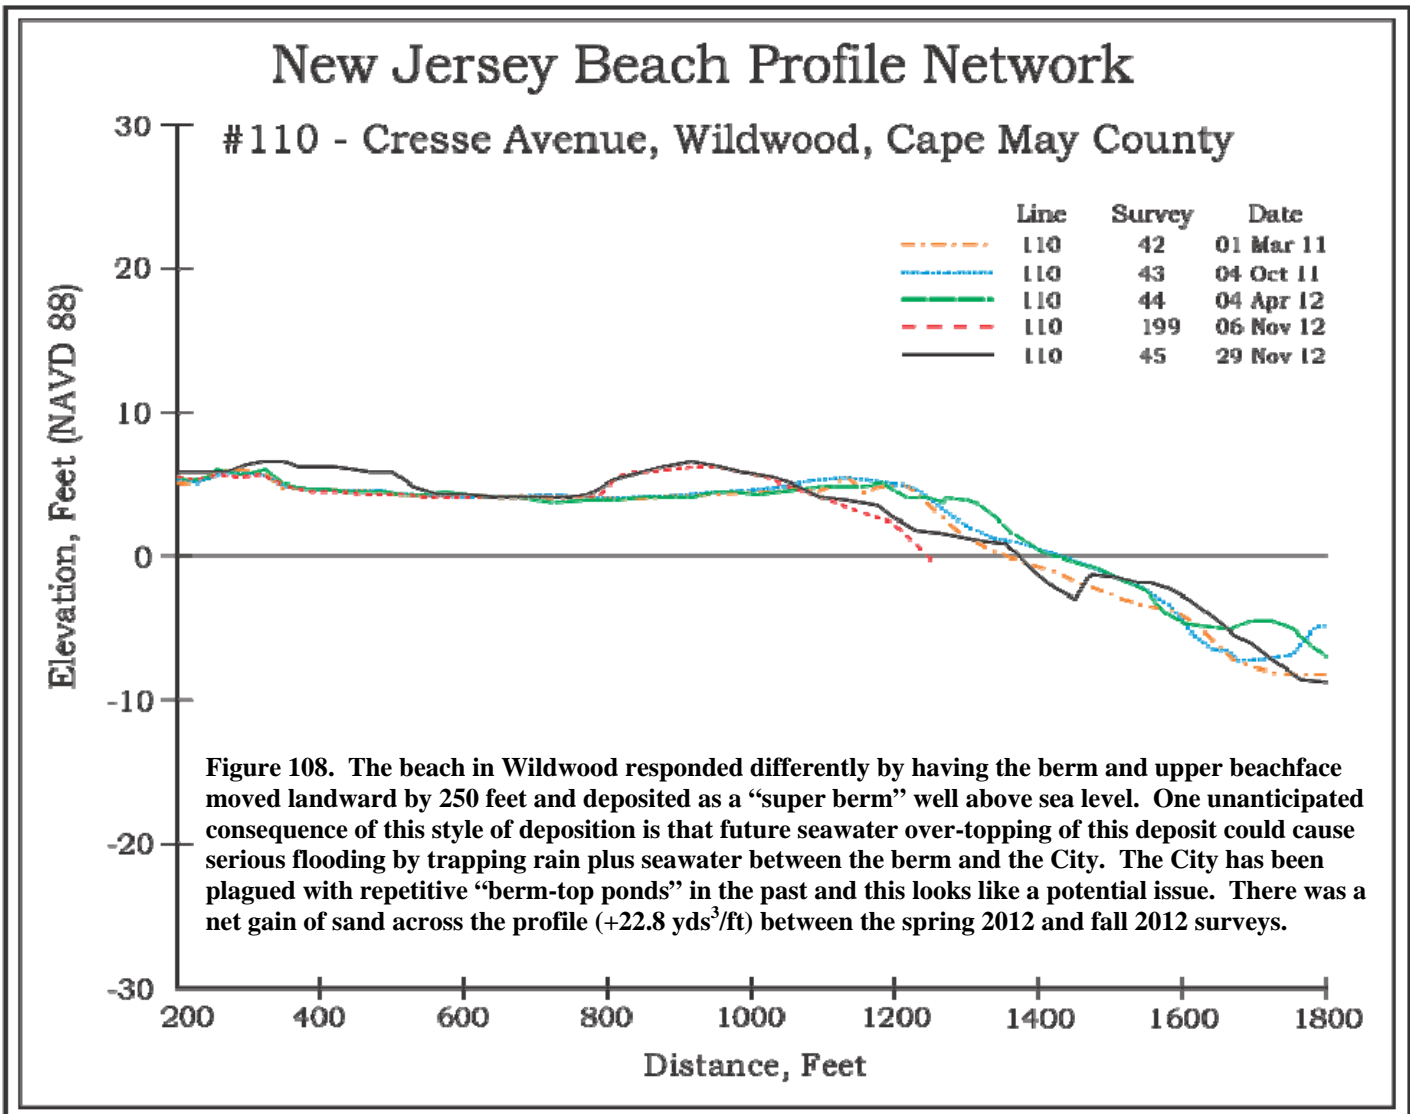 New Jersey Beach Profile Network
#110 - Cresse Avenue, Wildwood, Cape May County
Line Survey Date
110 42 01 Mar 11
110 43 04 Oct 11
110 44 04 Apr 12
110 199 06 Nov 12
110 45 29 Nov 12
Elevation, Feet (NAVD 88)
30
20
10
0
-10
-20
-30
Figure 108. The beach in Wildwood responded differently by having the berm and upper beachface
moved landward by 250 feet and deposited as a “super berm” well above sea level. One unanticipated
consequence of this style of deposition is that future seawater over-topping of this deposit could cause
serious flooding by trapping rain plus seawater between the berm and the City. The City has been
plagued with repetitive “berm-top ponds” in the past and this looks like a potential issue. There was a
net gain of sand across the profile (+22.8 yds³/ft) between the spring 2012 and fall 2012 surveys.
200 400 600 800 1000 1200 1400 1600 1800
Distance, Feet